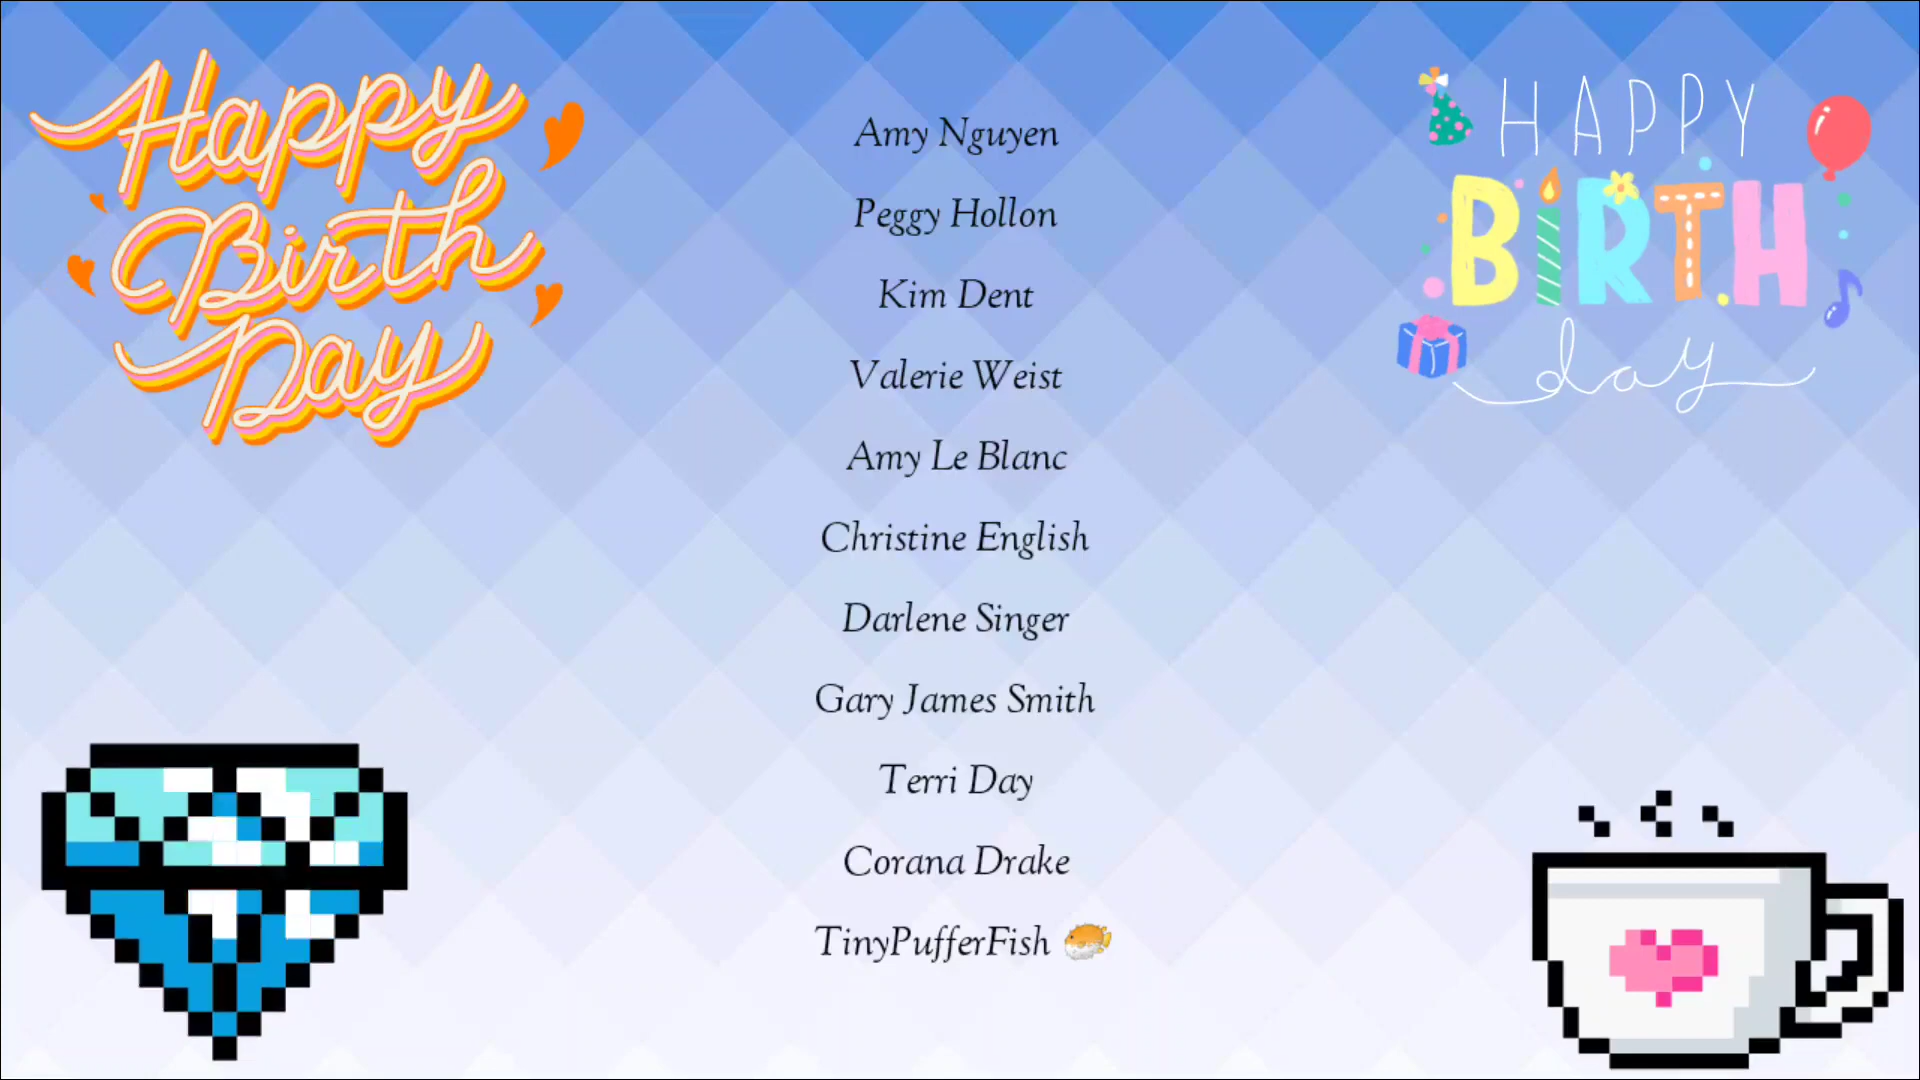 Happy
Birth
Day
Amy Nguyen
Peggy Hollon
Kim Dent
Valerie Weist
Amy Le Blanc
Christine English
Darlene Singer
Gary James Smith
Terri Day
Corana Drake
TinyPufferFish 🐡
HAPPY
BIRTH
day